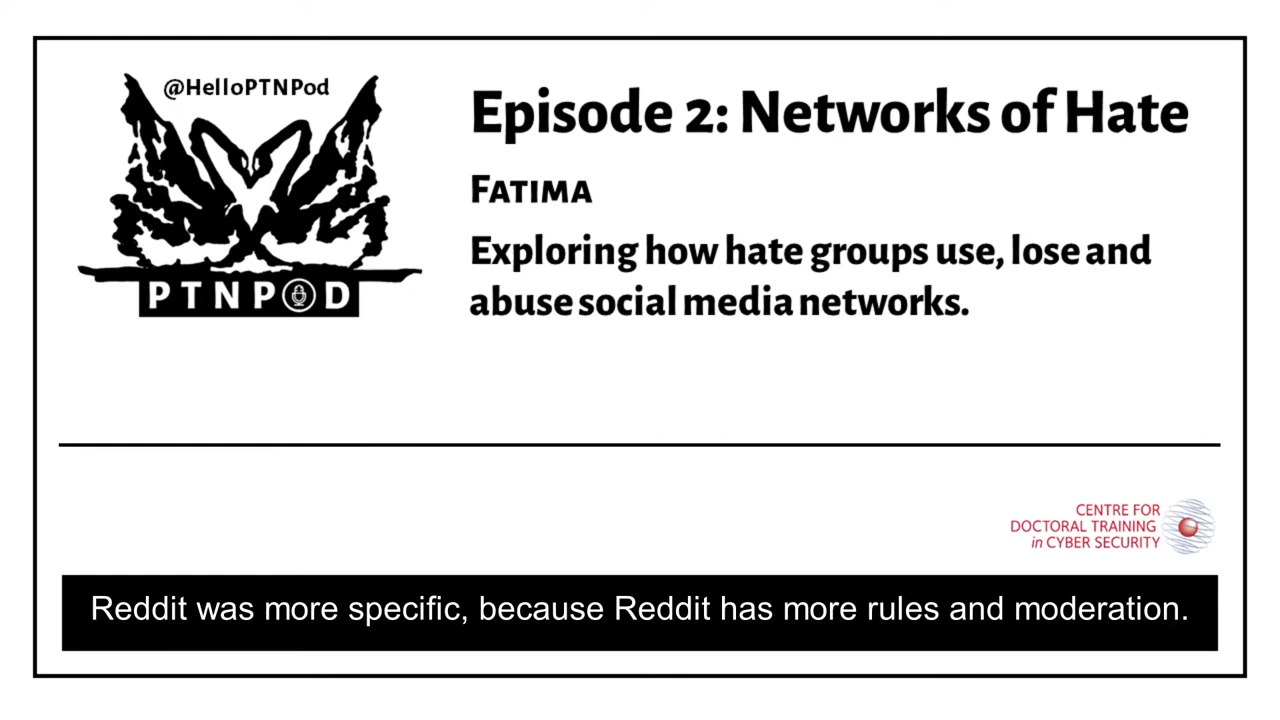 @HelloPTNPod
PTNPOD
Episode 2: Networks of Hate
Fatima
Exploring how hate groups use, lose and
abuse social media networks.
CENTRE FOR
DOCTORAL TRAINING
in CYBER SECURITY
Reddit was more specific, because Reddit has more rules and moderation.